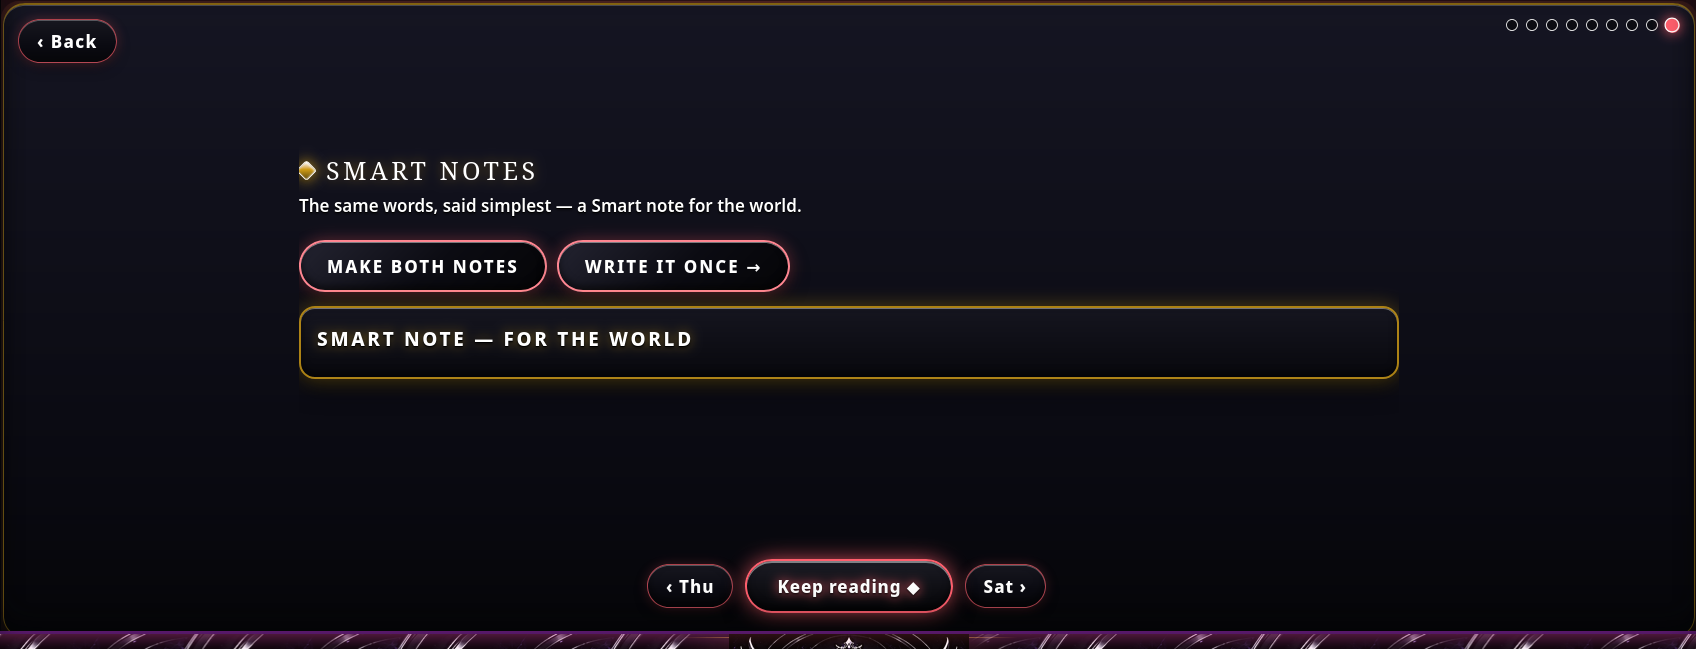 ‹ Back
SMART NOTES
The same words, said simplest — a Smart note for the world.
MAKE BOTH NOTES
WRITE IT ONCE →
SMART NOTE — FOR THE WORLD
‹ Thu
Keep reading ◆
Sat ›